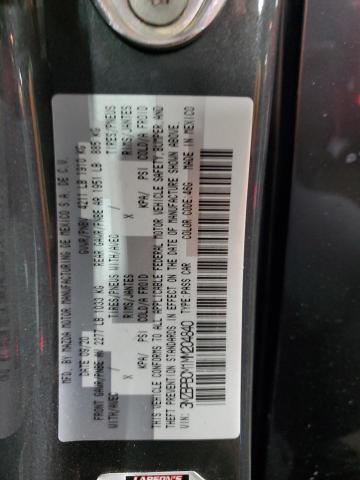 MFD BY MAZDA MOTOR MANUFACTURING DE MEXICO S.A. DE C.V.
DATE 09/20 GVWR/PNBV 4211 LB 1910 KG
FRONT GAWR/PNBE AV 2277 LB 1033 KG REAR GAWR/PNBE AR 1951 LB 885 KG
WITH/AVEC TIRES/PNEUS WITH/AVEC TIRES/PNEUS
X RIMS/JANTES X RIMS/JANTES
KPA/ PSI COLD/A FROID KPA/ PSI COLD/A FROID
THIS VEHICLE CONFORMS TO ALL APPLICABLE FEDERAL MOTOR VEHICLE SAFETY, BUMPER AND
THEFT PREVENTION STANDARDS IN EFFECT ON THE DATE OF MANUFACTURE SHOWN ABOVE.
VIN: TYPE: PASS CAR COLOR CODE: 46G MADE IN MEXICO
LARSON'S